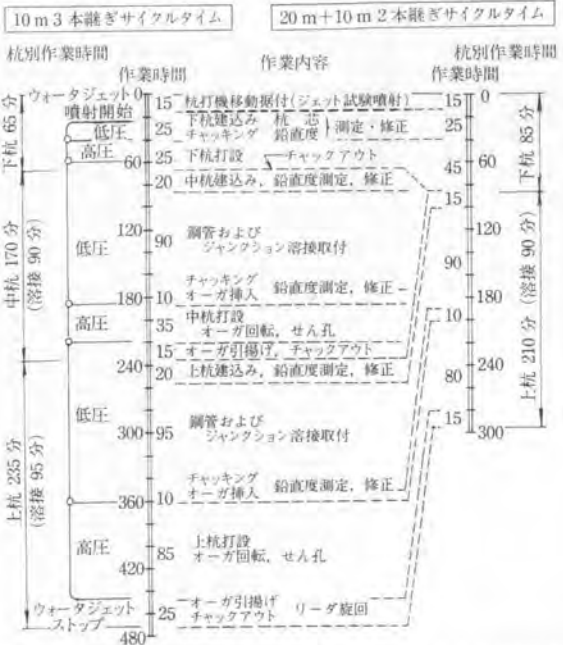 10m3本継ぎサイクルタイム
20m+10m2本継ぎサイクルタイム
杭別作業時間
作業時間
作業内容
杭別作業時間
作業時間
ウォータジェット
噴射開始
0
15
杭打機移動据付(ジェット試験噴射)
15
0
下杭 65 分
低圧
25
下杭建込み 杭 芯
チャッキング 鉛直度
測定・修正
25
下杭 85 分
高圧
60
25
下杭打設
チャックアウト
45
60
20
中杭建込み,鉛直度測定,修正
15
中杭 170 分
(溶接 90 分)
低圧
120
90
鋼管および
ジャンクション溶接取付
90
120
上杭 210 分
(溶接 90 分)
180
10
チャッキング
オーガ挿入
鉛直度測定,修正
10
180
高圧
35
中杭打設
オーガ回転,せん孔
15
オーガ引揚げ,チャックアウト
240
20
上杭建込み,鉛直度測定,修正
80
240
上杭 235 分
(溶接 95 分)
低圧
300
95
鋼管および
ジャンクション溶接取付
15
300
360
10
チャッキング
オーガ挿入
鉛直度測定,修正
高圧
420
85
上杭打設
オーガ回転,せん孔
ウォータジェット
ストップ
25
オーガ引揚げ
チャックアウト
リーダ旋回
480